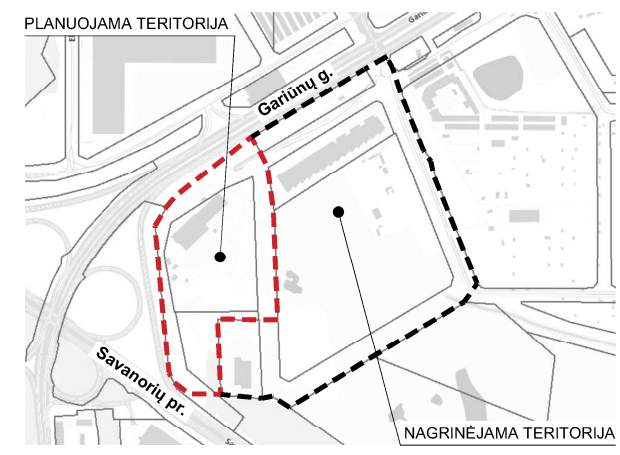 PLANUOJAMA TERITORIJA
Gariūnų g.
Savanorių pr.
NAGRINĖJAMA TERITORIJA